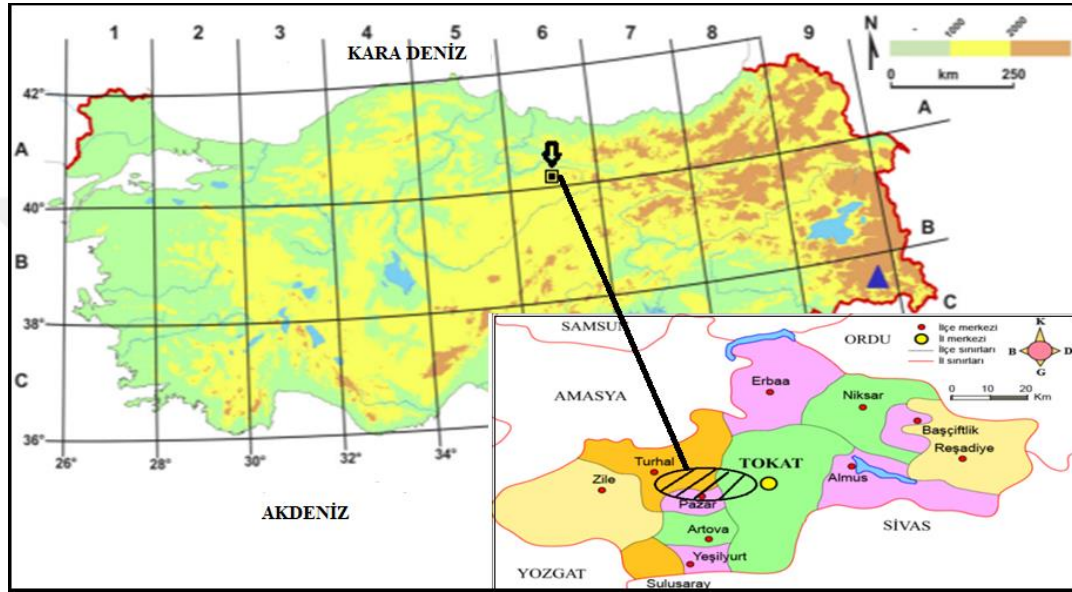 1 2 3 4 5 6 7 8 9
KARA DENİZ
N
- 1000 2000
0 km 250
42°
A
A
40°
B
B
38°
C
C
36°
26° 28° 30° 32° 34°
AKDENİZ
SAMSUN
ORDU
AMASYA
YOZGAT
SİVAS
İlçe merkezi
İl merkezi
İlçe sınırları
İl sınırları
K
B D
G
0 10 20
Km
Erbaa
Niksar
Başçiftlik
Reşadiye
Turhal
TOKAT
Almus
Zile
Pazar
Artova
Yeşilyurt
Sulusaray